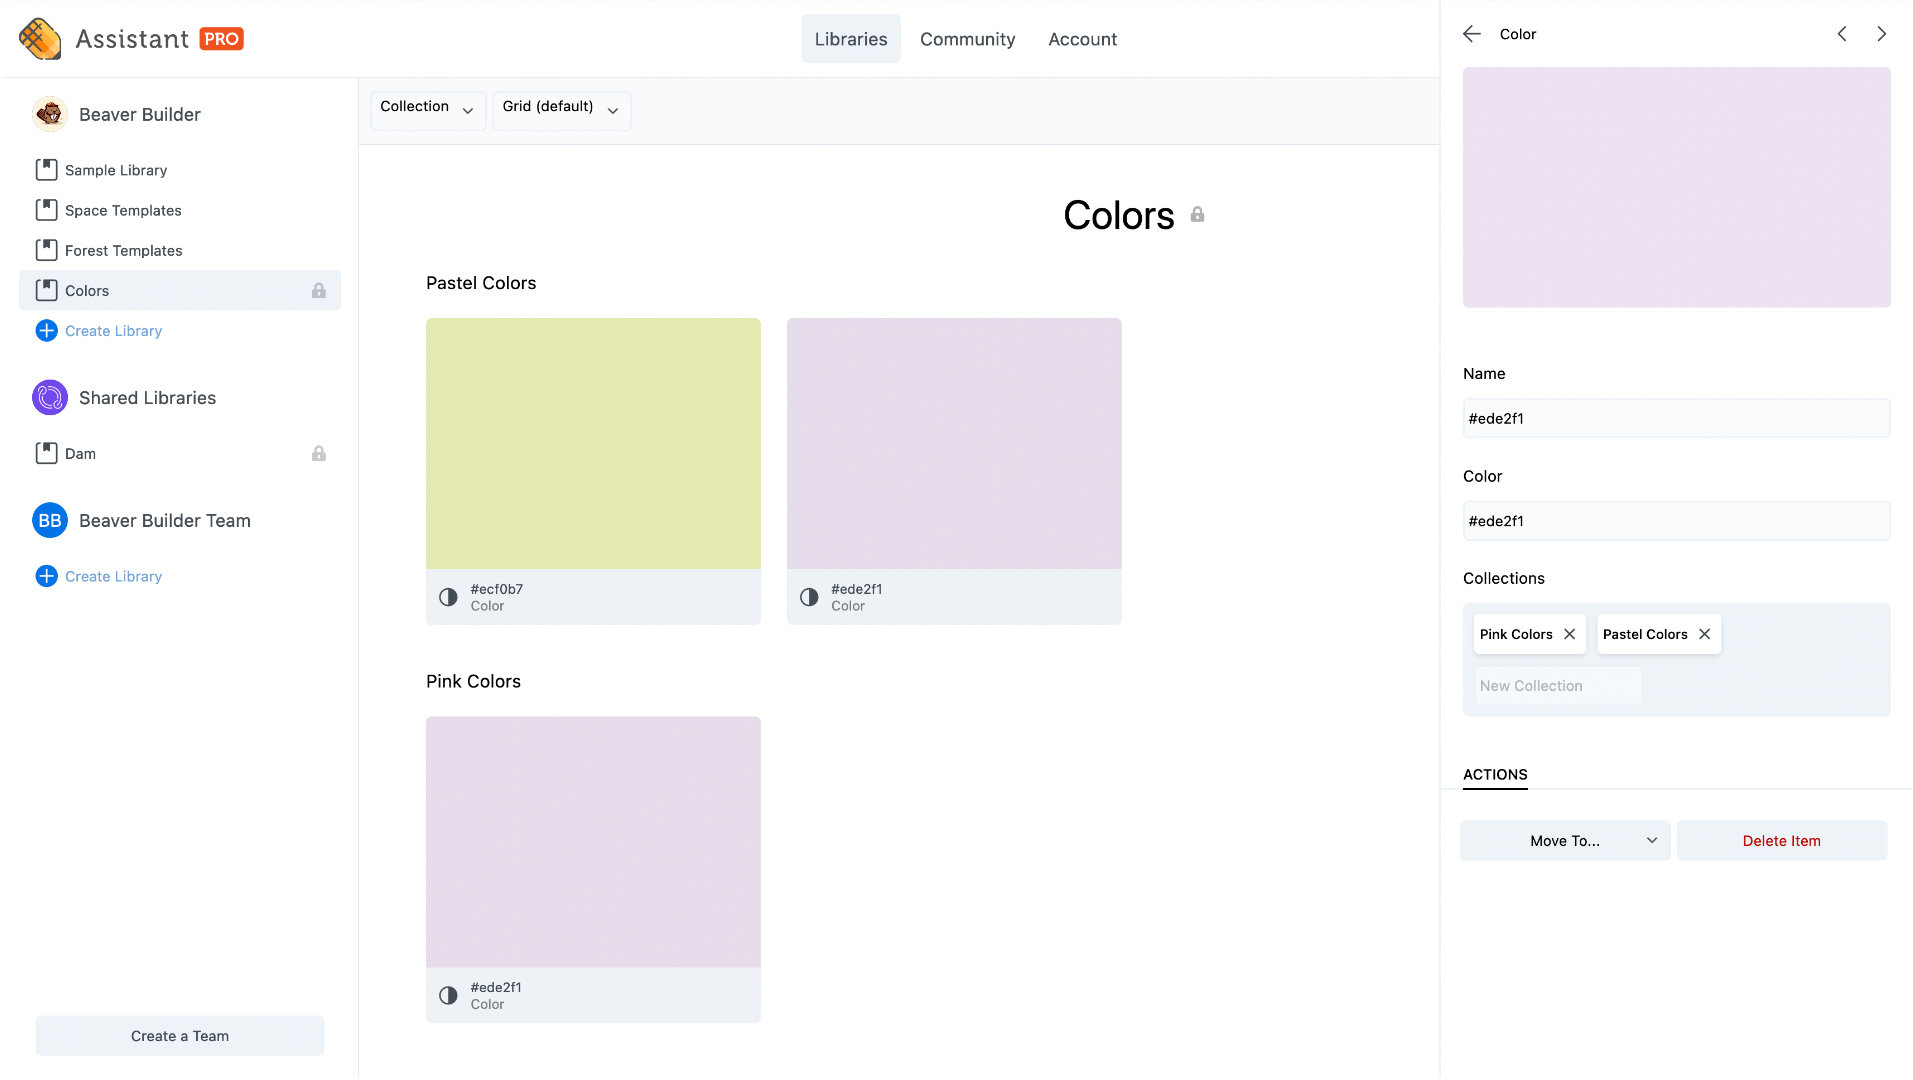 Assistant PRO
Libraries
Community
Account
Beaver Builder
Sample Library
Space Templates
Forest Templates
Colors
Create Library
Shared Libraries
Dam
BB Beaver Builder Team
Create Library
Create a Team
Collection
Grid (default)
Colors
Pastel Colors
#ecf0b7
Color
#ede2f1
Color
Pink Colors
#ede2f1
Color
Color
Name
#ede2f1
Color
#ede2f1
Collections
Pink Colors
Pastel Colors
New Collection
ACTIONS
Move To...
Delete Item